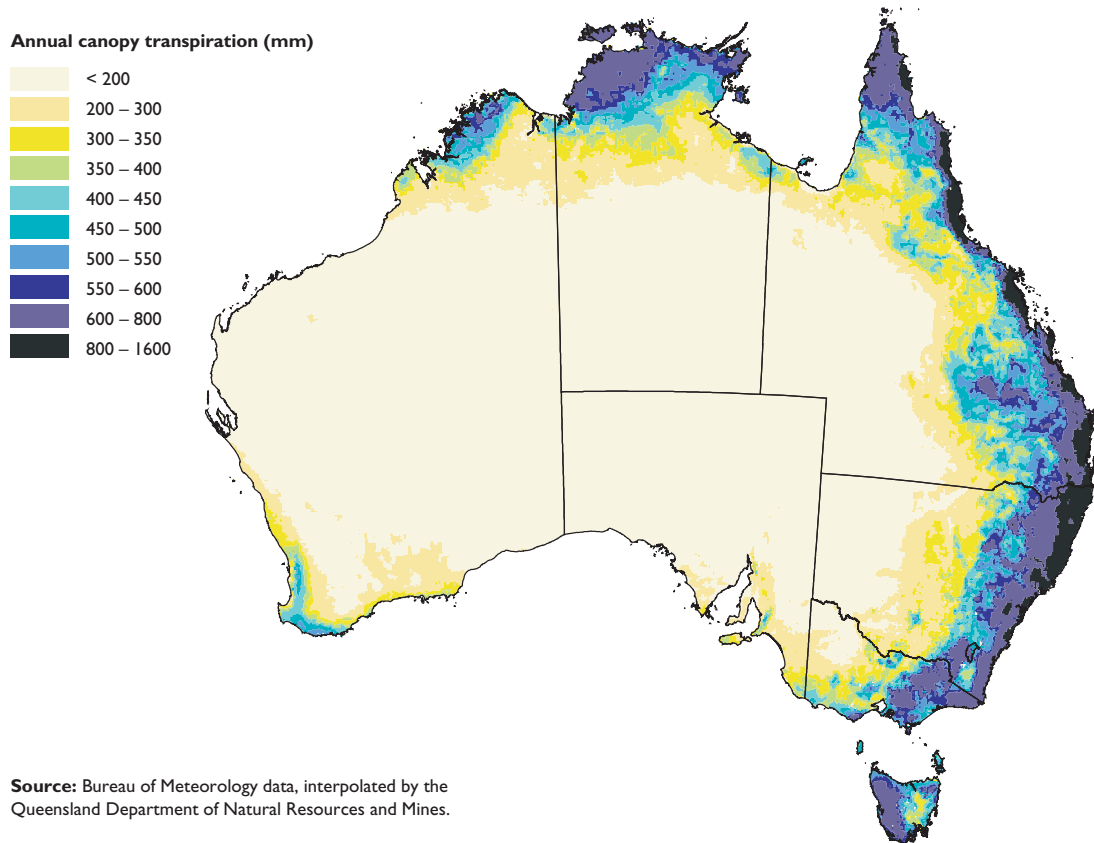 Annual canopy transpiration (mm)
< 200
200 – 300
300 – 350
350 – 400
400 – 450
450 – 500
500 – 550
550 – 600
600 – 800
800 – 1600
Source: Bureau of Meteorology data, interpolated by the
Queensland Department of Natural Resources and Mines.